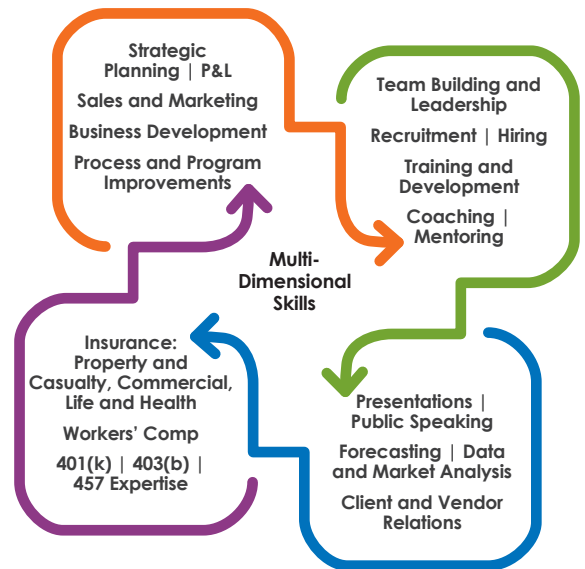 Strategic
Planning | P&L
Sales and Marketing
Business Development
Process and Program
Improvements
Team Building and
Leadership
Recruitment | Hiring
Training and
Development
Coaching |
Mentoring
Multi-
Dimensional
Skills
Insurance:
Property and
Casualty, Commercial,
Life and Health
Workers’ Comp
401(k) | 403(b) |
457 Expertise
Presentations |
Public Speaking
Forecasting | Data
and Market Analysis
Client and Vendor
Relations